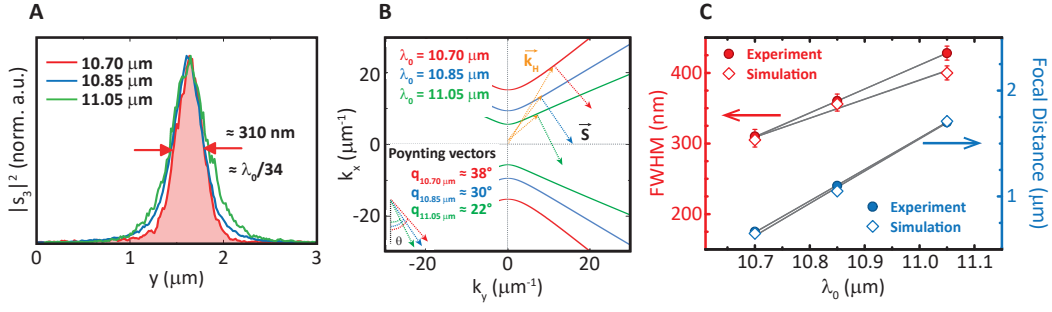 A
10.70 μm
10.85 μm
11.05 μm
≈ 310 nm
≈ λ0/34
|s3|2 (norm. a.u.)
0
1
2
3
y (μm)
B
λ0 = 10.70 μm
λ0 = 10.85 μm
λ0 = 11.05 μm
kH
S
Poynting vectors
q10.70 μm ≈ 38°
q10.85 μm ≈ 30°
q11.05 μm ≈ 22°
θ
20
0
-20
kx (μm-1)
-20
0
20
ky (μm-1)
C
Experiment
Simulation
Experiment
Simulation
400
300
200
FWHM (nm)
2
1
Focal Distance (μm)
10.7
10.8
10.9
11.0
11.1
λ0 (μm)